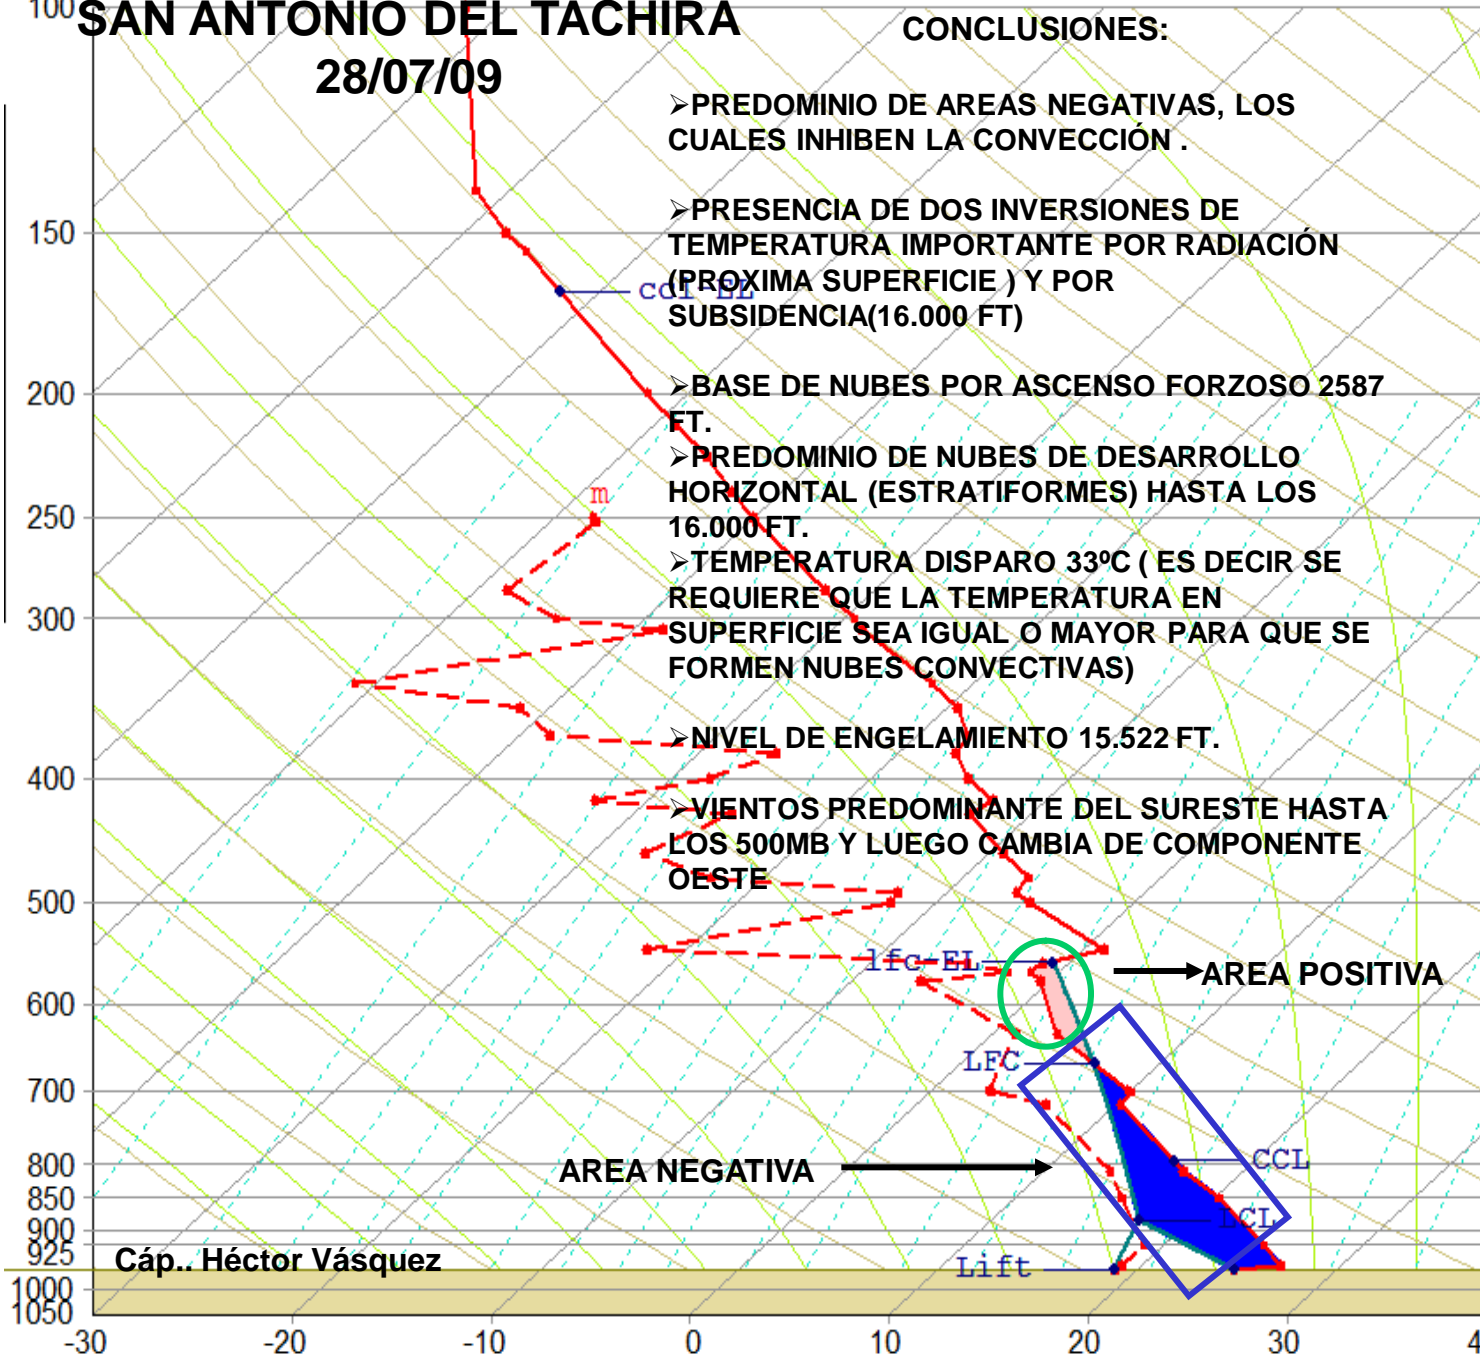 SAN ANTONIO DEL TACHIRA
28/07/09
CONCLUSIONES:
➢PREDOMINIO DE AREAS NEGATIVAS, LOS
CUALES INHIBEN LA CONVECCIÓN .
➢PRESENCIA DE DOS INVERSIONES DE
TEMPERATURA IMPORTANTE POR RADIACIÓN
(PROXIMA SUPERFICIE ) Y POR
SUBSIDENCIA(16.000 FT)
➢BASE DE NUBES POR ASCENSO FORZOSO 2587
FT.
➢PREDOMINIO DE NUBES DE DESARROLLO
HORIZONTAL (ESTRATIFORMES) HASTA LOS
16.000 FT.
➢TEMPERATURA DISPARO 33ºC ( ES DECIR SE
REQUIERE QUE LA TEMPERATURA EN
SUPERFICIE SEA IGUAL O MAYOR PARA QUE SE
FORMEN NUBES CONVECTIVAS)
➢NIVEL DE ENGELAMIENTO 15.522 FT.
➢VIENTOS PREDOMINANTE DEL SURESTE HASTA
LOS 500MB Y LUEGO CAMBIA DE COMPONENTE
OESTE
ccl-EL
m
lfc-EL
AREA POSITIVA
LFC
AREA NEGATIVA
CCL
LCL
Lift
Cáp.. Héctor Vásquez
100
150
200
250
300
400
500
600
700
800
850
900
925
1000
1050
-30 -20 -10 0 10 20 30 4